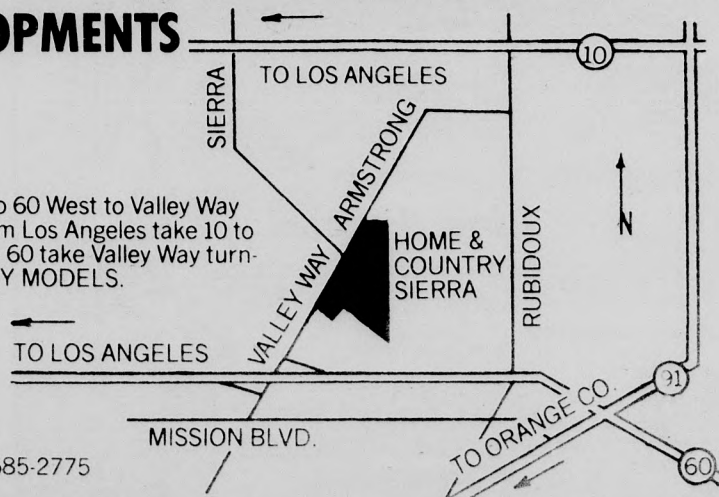 OPMENTS
10
TO LOS ANGELES
SIERRA
ARMSTRONG
o 60 West to Valley Way
m Los Angeles take 10 to
60 take Valley Way turn-
Y MODELS.
N
HOME &
COUNTRY
SIERRA
RUBIDOUX
VALLEY WAY
TO LOS ANGELES
91
TO ORANGE CO.
MISSION BLVD.
60
685-2775